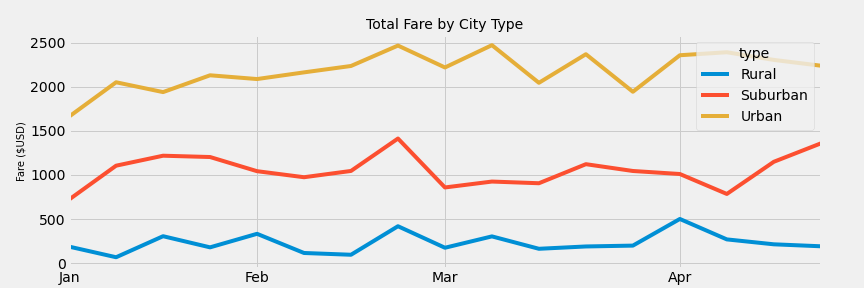 Total Fare by City Type
Fare ($USD)
2500
2000
1500
1000
500
0
Jan
Feb
Mar
Apr
type
Rural
Suburban
Urban